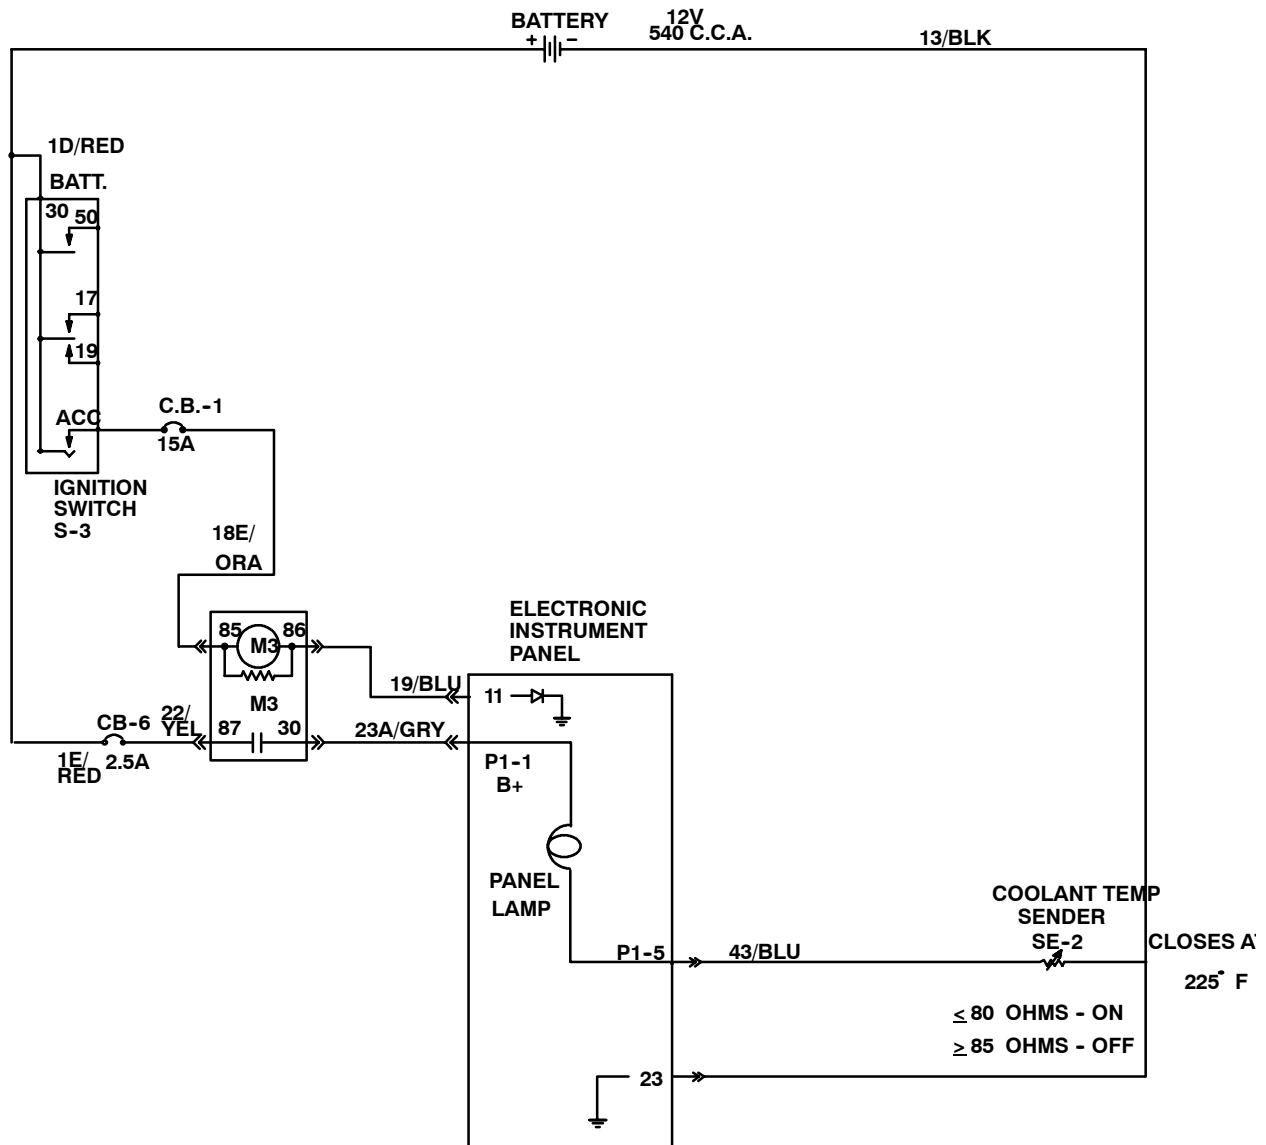 BATTERY
12V
540 C.C.A.
+ -
13/BLK
1D/RED
BATT.
30 50
17
19
ACC
C.B.-1
15A
IGNITION
SWITCH
S-3
18E/
ORA
85 M3 86
M3
87 30
22/
YEL
CB-6
2.5A
1E/
RED
19/BLU
23A/GRY
ELECTRONIC
INSTRUMENT
PANEL
11
P1-1
B+
PANEL
LAMP
P1-5
43/BLU
COOLANT TEMP
SENDER
SE-2
CLOSES
225° F
≤ 80 OHMS - ON
≥ 85 OHMS - OFF
23